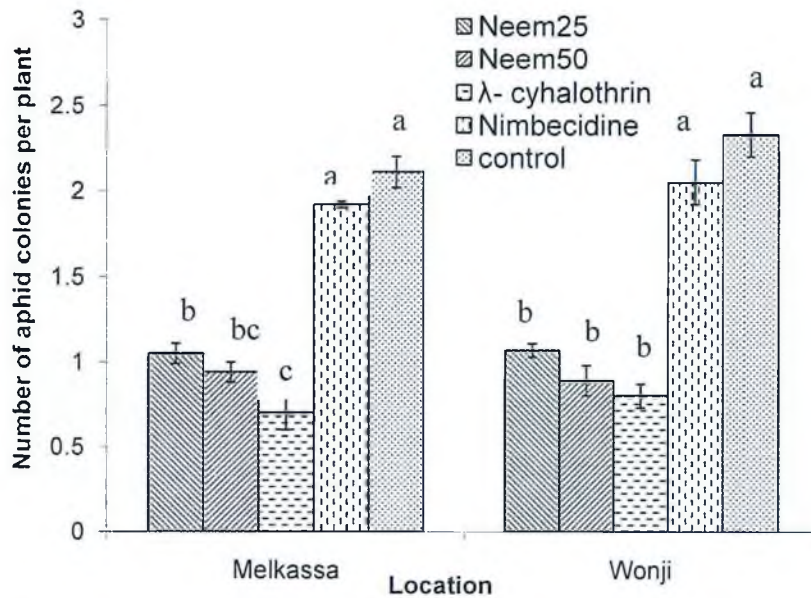 Number of aphid colonies per plant
3
2.5
2
1.5
1
0.5
0
Neem25
Neem50
λ- cyhalothrin
Nimbecidine
control
b
bc
c
a
a
b
b
b
a
a
Melkassa
Wonji
Location